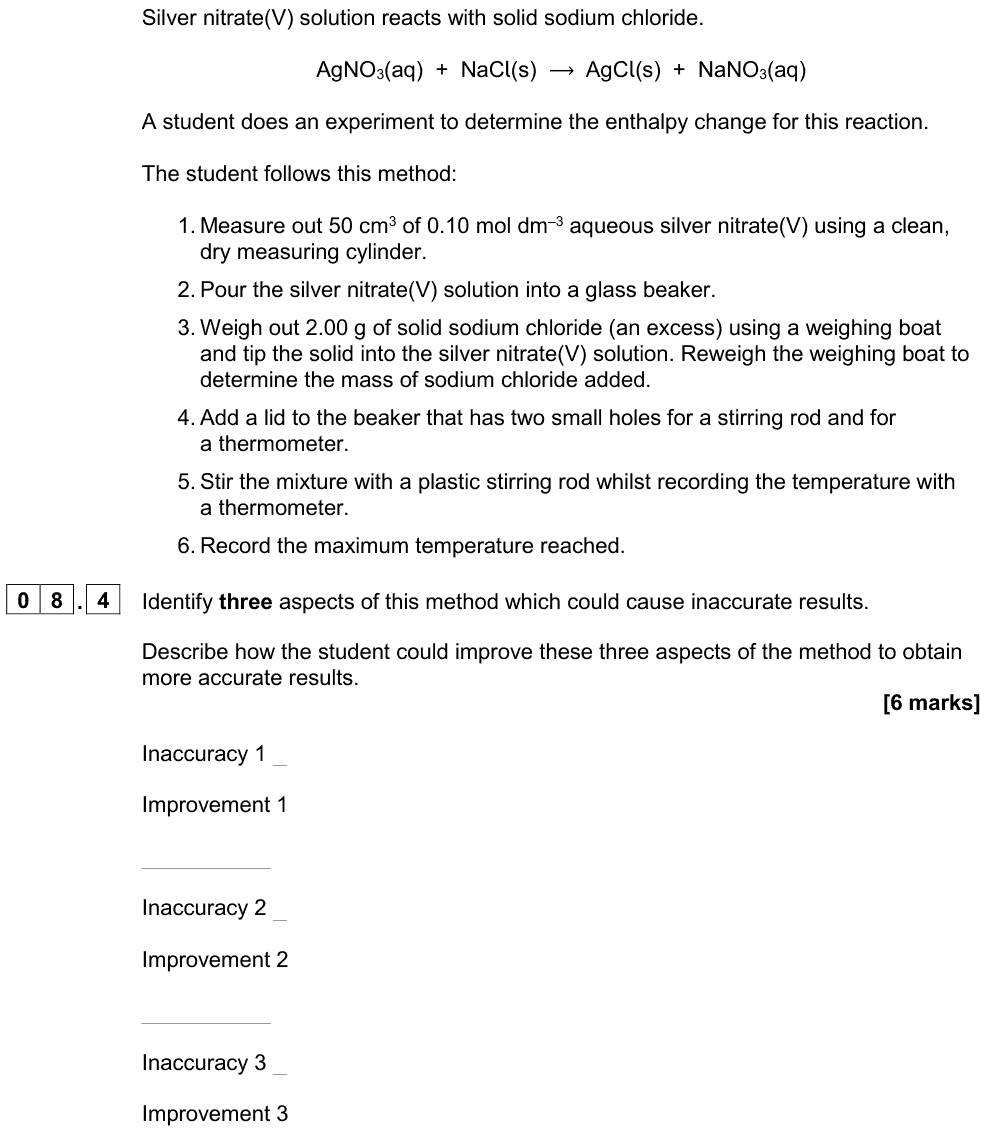 Silver nitrate(V) solution reacts with solid sodium chloride.
AgNO₃(aq) + NaCl(s) ⟶ AgCl(s) + NaNO₃(aq)
A student does an experiment to determine the enthalpy change for this reaction.
The student follows this method:
1. Measure out 50 cm³ of 0.10 mol dm⁻³ aqueous silver nitrate(V) using a clean,
dry measuring cylinder.
2. Pour the silver nitrate(V) solution into a glass beaker.
3. Weigh out 2.00 g of solid sodium chloride (an excess) using a weighing boat
and tip the solid into the silver nitrate(V) solution. Reweigh the weighing boat to
determine the mass of sodium chloride added.
4. Add a lid to the beaker that has two small holes for a stirring rod and for
a thermometer.
5. Stir the mixture with a plastic stirring rod whilst recording the temperature with
a thermometer.
6. Record the maximum temperature reached.
0 8 . 4 Identify three aspects of this method which could cause inaccurate results.
Describe how the student could improve these three aspects of the method to obtain
more accurate results.
[6 marks]
Inaccuracy 1 _
Improvement 1
Inaccuracy 2 _
Improvement 2
Inaccuracy 3 _
Improvement 3